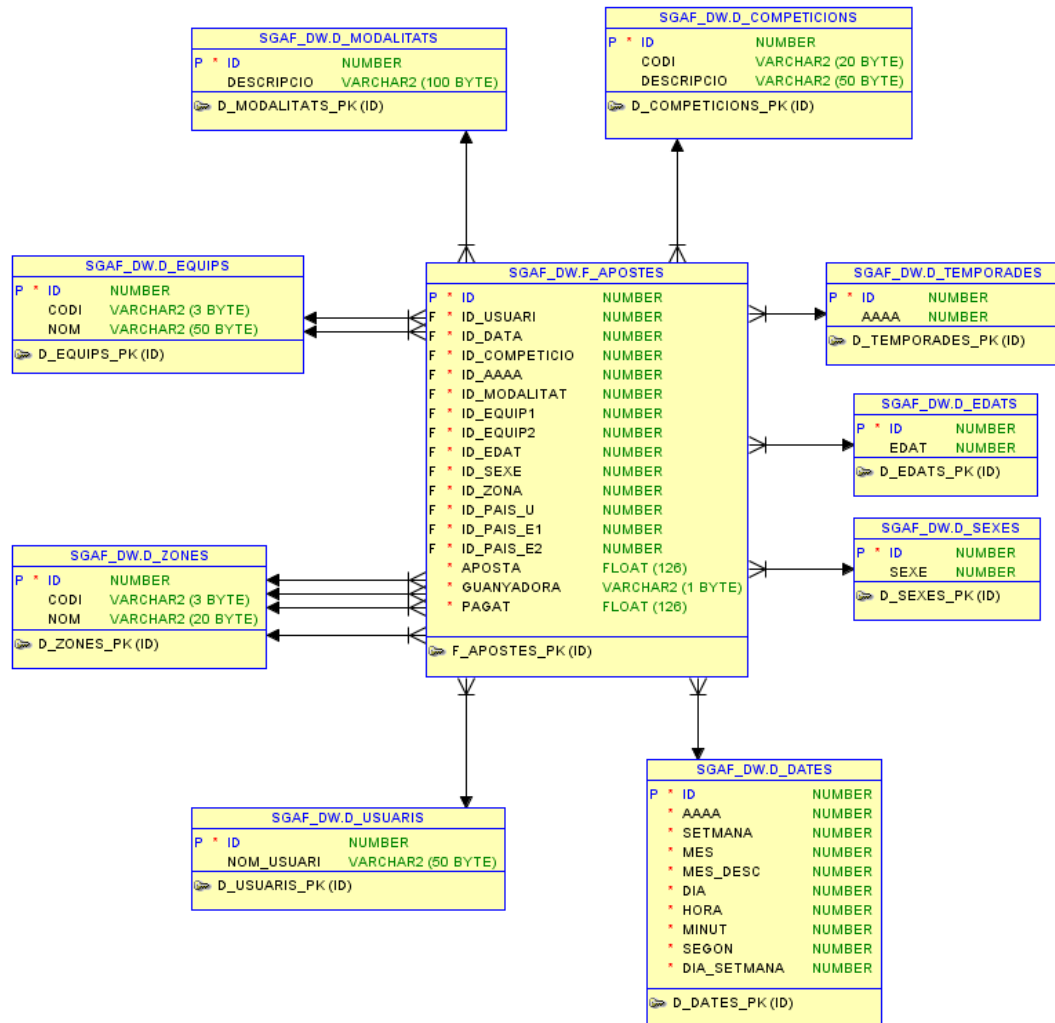 SGAF_DW.D_MODALITATS
P * ID NUMBER
DESCRIPCIO VARCHAR2 (100 BYTE)
D_MODALITATS_PK (ID)
SGAF_DW.D_COMPETICIONS
P * ID NUMBER
CODI VARCHAR2 (20 BYTE)
DESCRIPCIO VARCHAR2 (50 BYTE)
D_COMPETICIONS_PK (ID)
SGAF_DW.D_EQUIPS
P * ID NUMBER
CODI VARCHAR2 (3 BYTE)
NOM VARCHAR2 (50 BYTE)
D_EQUIPS_PK (ID)
SGAF_DW.F_APOSTES
P * ID NUMBER
F * ID_USUARI NUMBER
F * ID_DATA NUMBER
F * ID_COMPETICIO NUMBER
F * ID_AAAA NUMBER
F * ID_MODALITAT NUMBER
F * ID_EQUIP1 NUMBER
F * ID_EQUIP2 NUMBER
F * ID_EDAT NUMBER
F * ID_SEXE NUMBER
F * ID_ZONA NUMBER
F * ID_PAIS_U NUMBER
F * ID_PAIS_E1 NUMBER
F * ID_PAIS_E2 NUMBER
* APOSTA FLOAT (126)
* GUANYADORA VARCHAR2 (1 BYTE)
* PAGAT FLOAT (126)
F_APOSTES_PK (ID)
SGAF_DW.D_TEMPORADES
P * ID NUMBER
* AAAA NUMBER
D_TEMPORADES_PK (ID)
SGAF_DW.D_EDATS
P * ID NUMBER
EDAT NUMBER
D_EDATS_PK (ID)
SGAF_DW.D_SEXES
P * ID NUMBER
SEXE NUMBER
D_SEXES_PK (ID)
SGAF_DW.D_ZONES
P * ID NUMBER
CODI VARCHAR2 (3 BYTE)
NOM VARCHAR2 (20 BYTE)
D_ZONES_PK (ID)
SGAF_DW.D_USUARIS
P * ID NUMBER
NOM_USUARI VARCHAR2 (50 BYTE)
D_USUARIS_PK (ID)
SGAF_DW.D_DATES
P * ID NUMBER
* AAAA NUMBER
* SETMANA NUMBER
* MES NUMBER
* MES_DESC NUMBER
* DIA NUMBER
* HORA NUMBER
* MINUT NUMBER
* SEGON NUMBER
* DIA_SETMANA NUMBER
D_DATES_PK (ID)